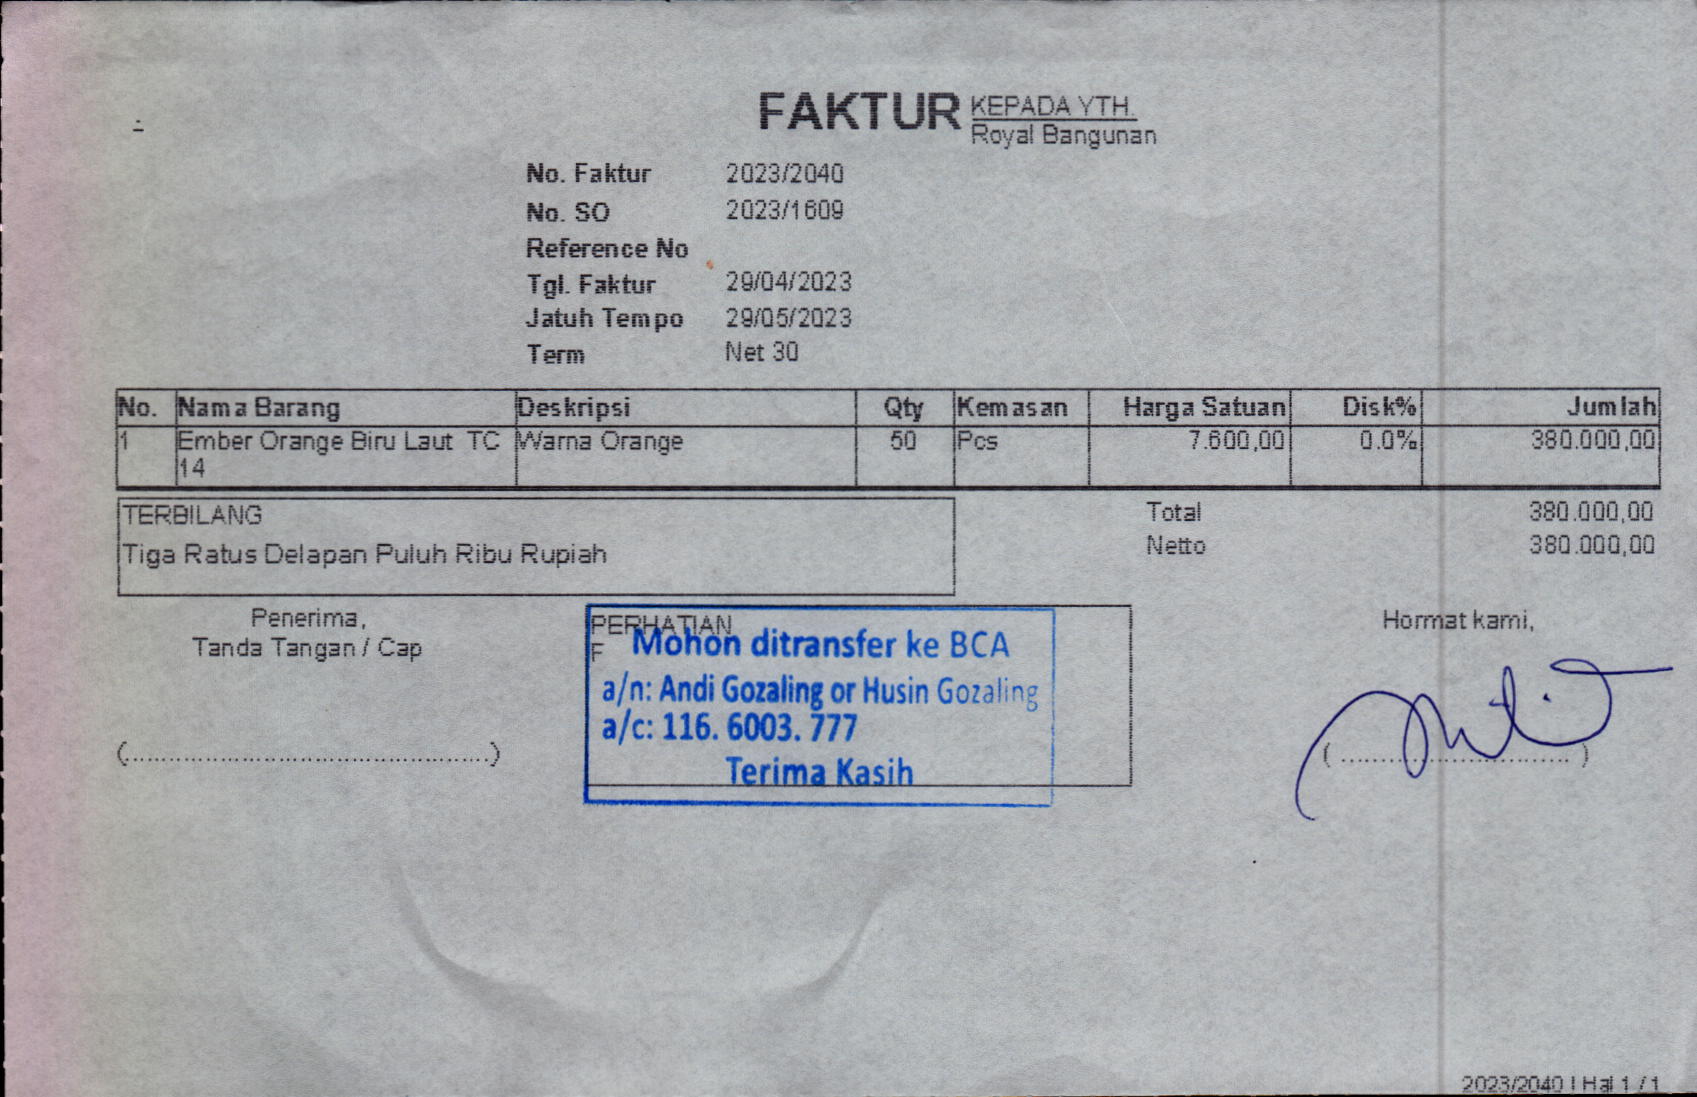 FAKTUR
KEPADA YTH.
Royal Bangunan
No. Faktur 2023/2040
No. SO 2023/1609
Reference No
Tgl. Faktur 29/04/2023
Jatuh Tempo 29/05/2023
Term Net 30
No. Nama Barang Deskripsi Qty Kemasan Harga Satuan Disk% Jumlah
1 Ember Orange Biru Laut TC Warna Orange 50 Pcs 7.600,00 0.0% 380.000,00
14
TERBILANG
Tiga Ratus Delapan Puluh Ribu Rupiah
Total 380.000,00
Netto 380.000,00
Penerima,
Tanda Tangan / Cap
(................................................)
PERHATIAN
F
Mohon ditransfer ke BCA
a/n: Andi Gozaling or Husin Gozaling
a/c: 116. 6003. 777
Terima Kasih
Hormat kami,
(..............................)
2023/2040 | Hal 1 / 1